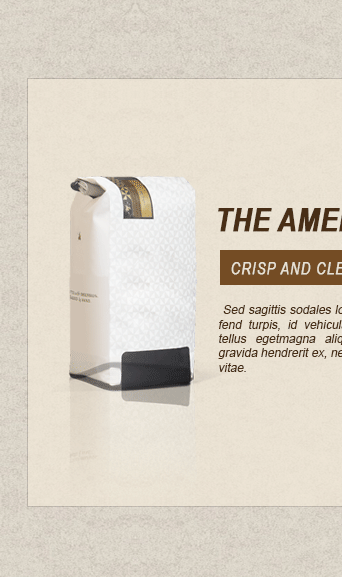 THE AME
CRISP AND CLE
Sed sagittis sodales lo
fend turpis, id vehicul
tellus egetmagna aliq
gravida hendrerit ex, ne
vitae.